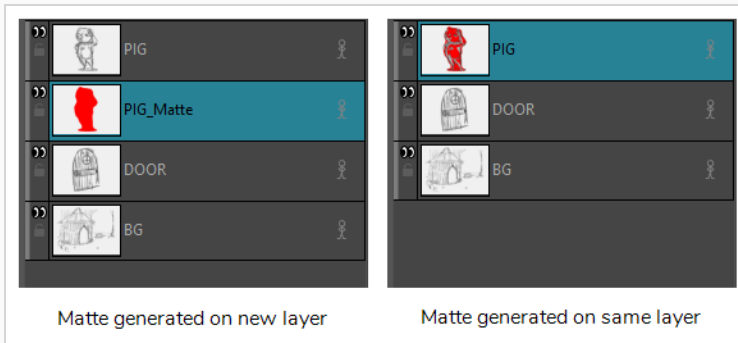 PIG
PIG_Matte
DOOR
BG
Matte generated on new layer
PIG
DOOR
BG
Matte generated on same layer